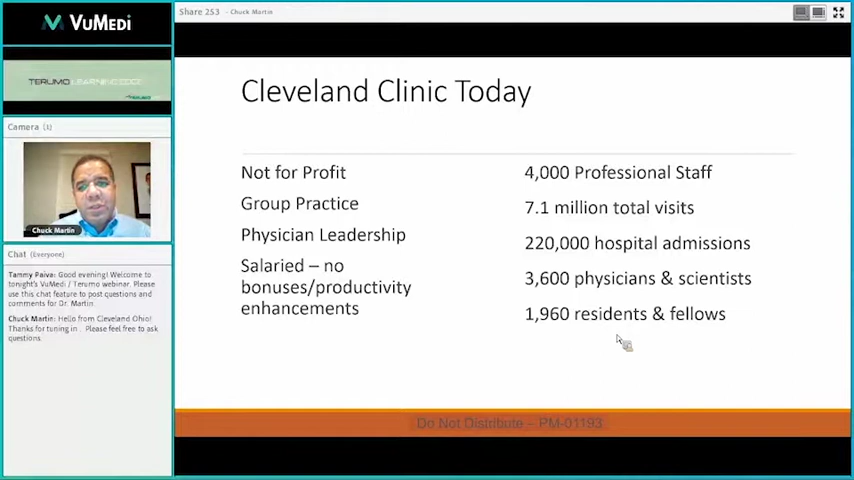 VUMEDI
TERUMO LEARNING EDGE
Camera (1)
Chuck Martin
Chat (Everyone)
Tammy Paiva: Good evening! Welcome to
tonight's VuMedi / Terumo webinar. Please
use this chat feature to post questions and
comments for Dr. Martin.
Chuck Martin: Hello from Cleveland Ohio!
Thanks for tuning in . Please feel free to ask
questions.
Share 253 - Chuck Martin
Cleveland Clinic Today
Not for Profit
Group Practice
Physician Leadership
Salaried – no
bonuses/productivity
enhancements
4,000 Professional Staff
7.1 million total visits
220,000 hospital admissions
3,600 physicians & scientists
1,960 residents & fellows
Do Not Distribute – PM-01193